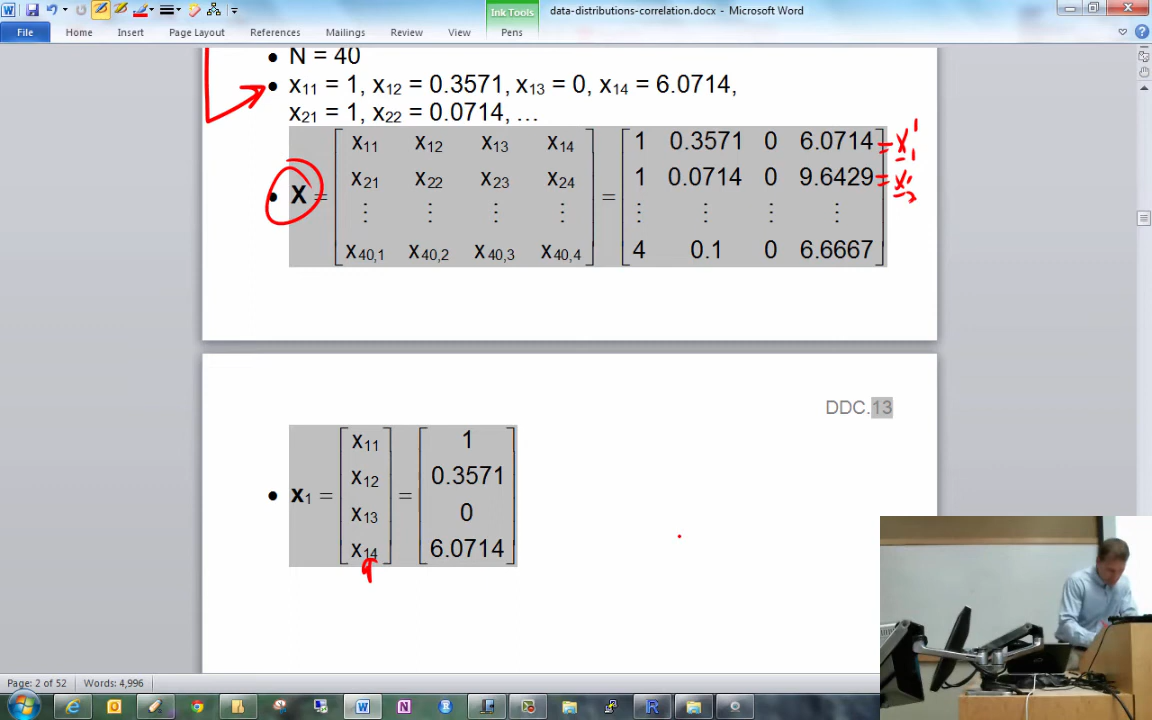 Ink Tools
data-distributions-correlation.docx - Microsoft Word
File Home Insert Page Layout References Mailings Review View Pens
• N = 40
• x11 = 1, x12 = 0.3571, x13 = 0, x14 = 6.0714,
x21 = 1, x22 = 0.0714, …
x11 x12 x13 x14 1 0.3571 0 6.0714 = x'1
x21 x22 x23 x24 1 0.0714 0 9.6429 = x'2
• X = ⋮ ⋮ ⋮ ⋮ = ⋮ ⋮ ⋮ ⋮
x40,1 x40,2 x40,3 x40,4 4 0.1 0 6.6667
DDC.13
x11 1
x12 0.3571
• x1 = =
x13 0
x14 6.0714
Page: 2 of 52 Words: 4,996